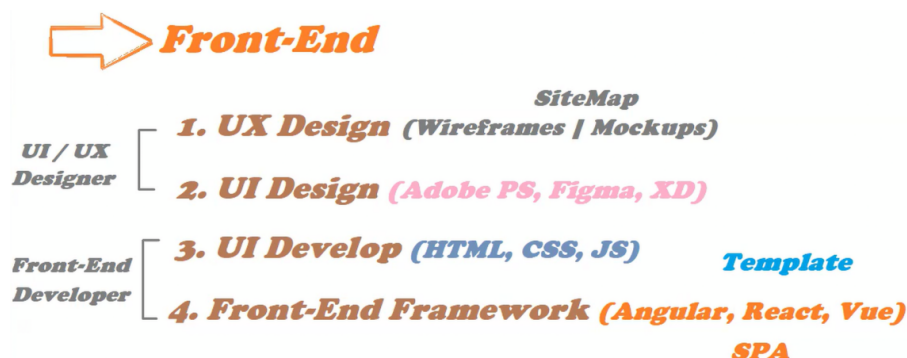 Front-End
SiteMap
1. UX Design (Wireframes | Mockups)
UI / UX
Designer
2. UI Design (Adobe PS, Figma, XD)
3. UI Develop (HTML, CSS, JS)
Front-End
Developer
Template
4. Front-End Framework (Angular, React, Vue)
SPA